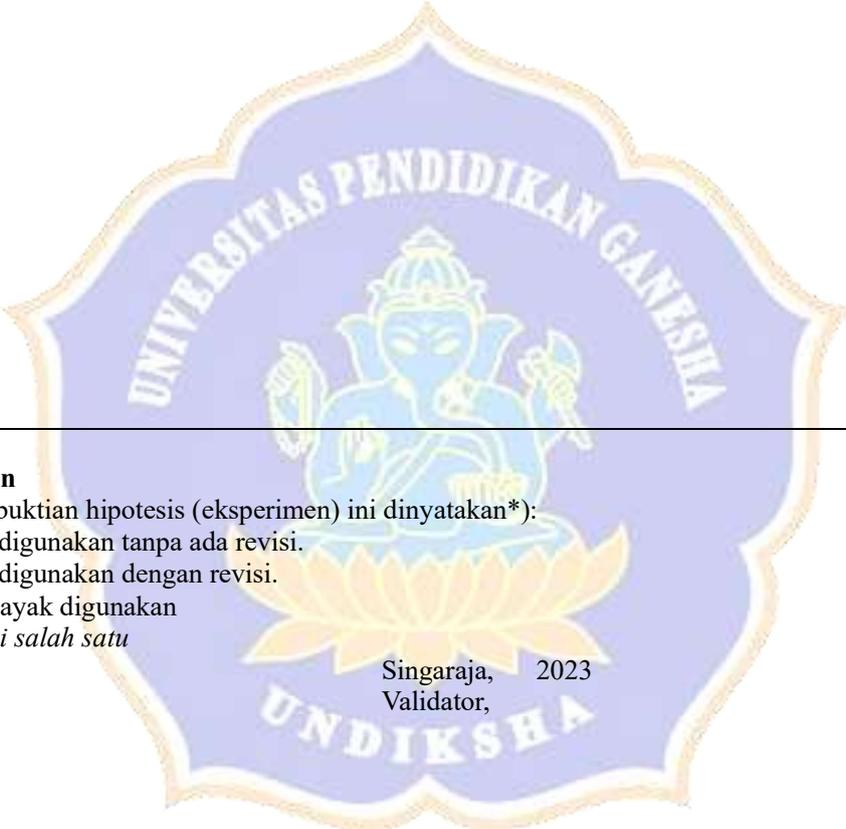 UNIVERSITAS PENDIDIKAN GANESHA
n
buktian hipotesis (eksperimen) ini dinyatakan*):
digunakan tanpa ada revisi.
digunakan dengan revisi.
ayak digunakan
i salah satu
Singaraja, 2023
Validator,
UNDIKSHA